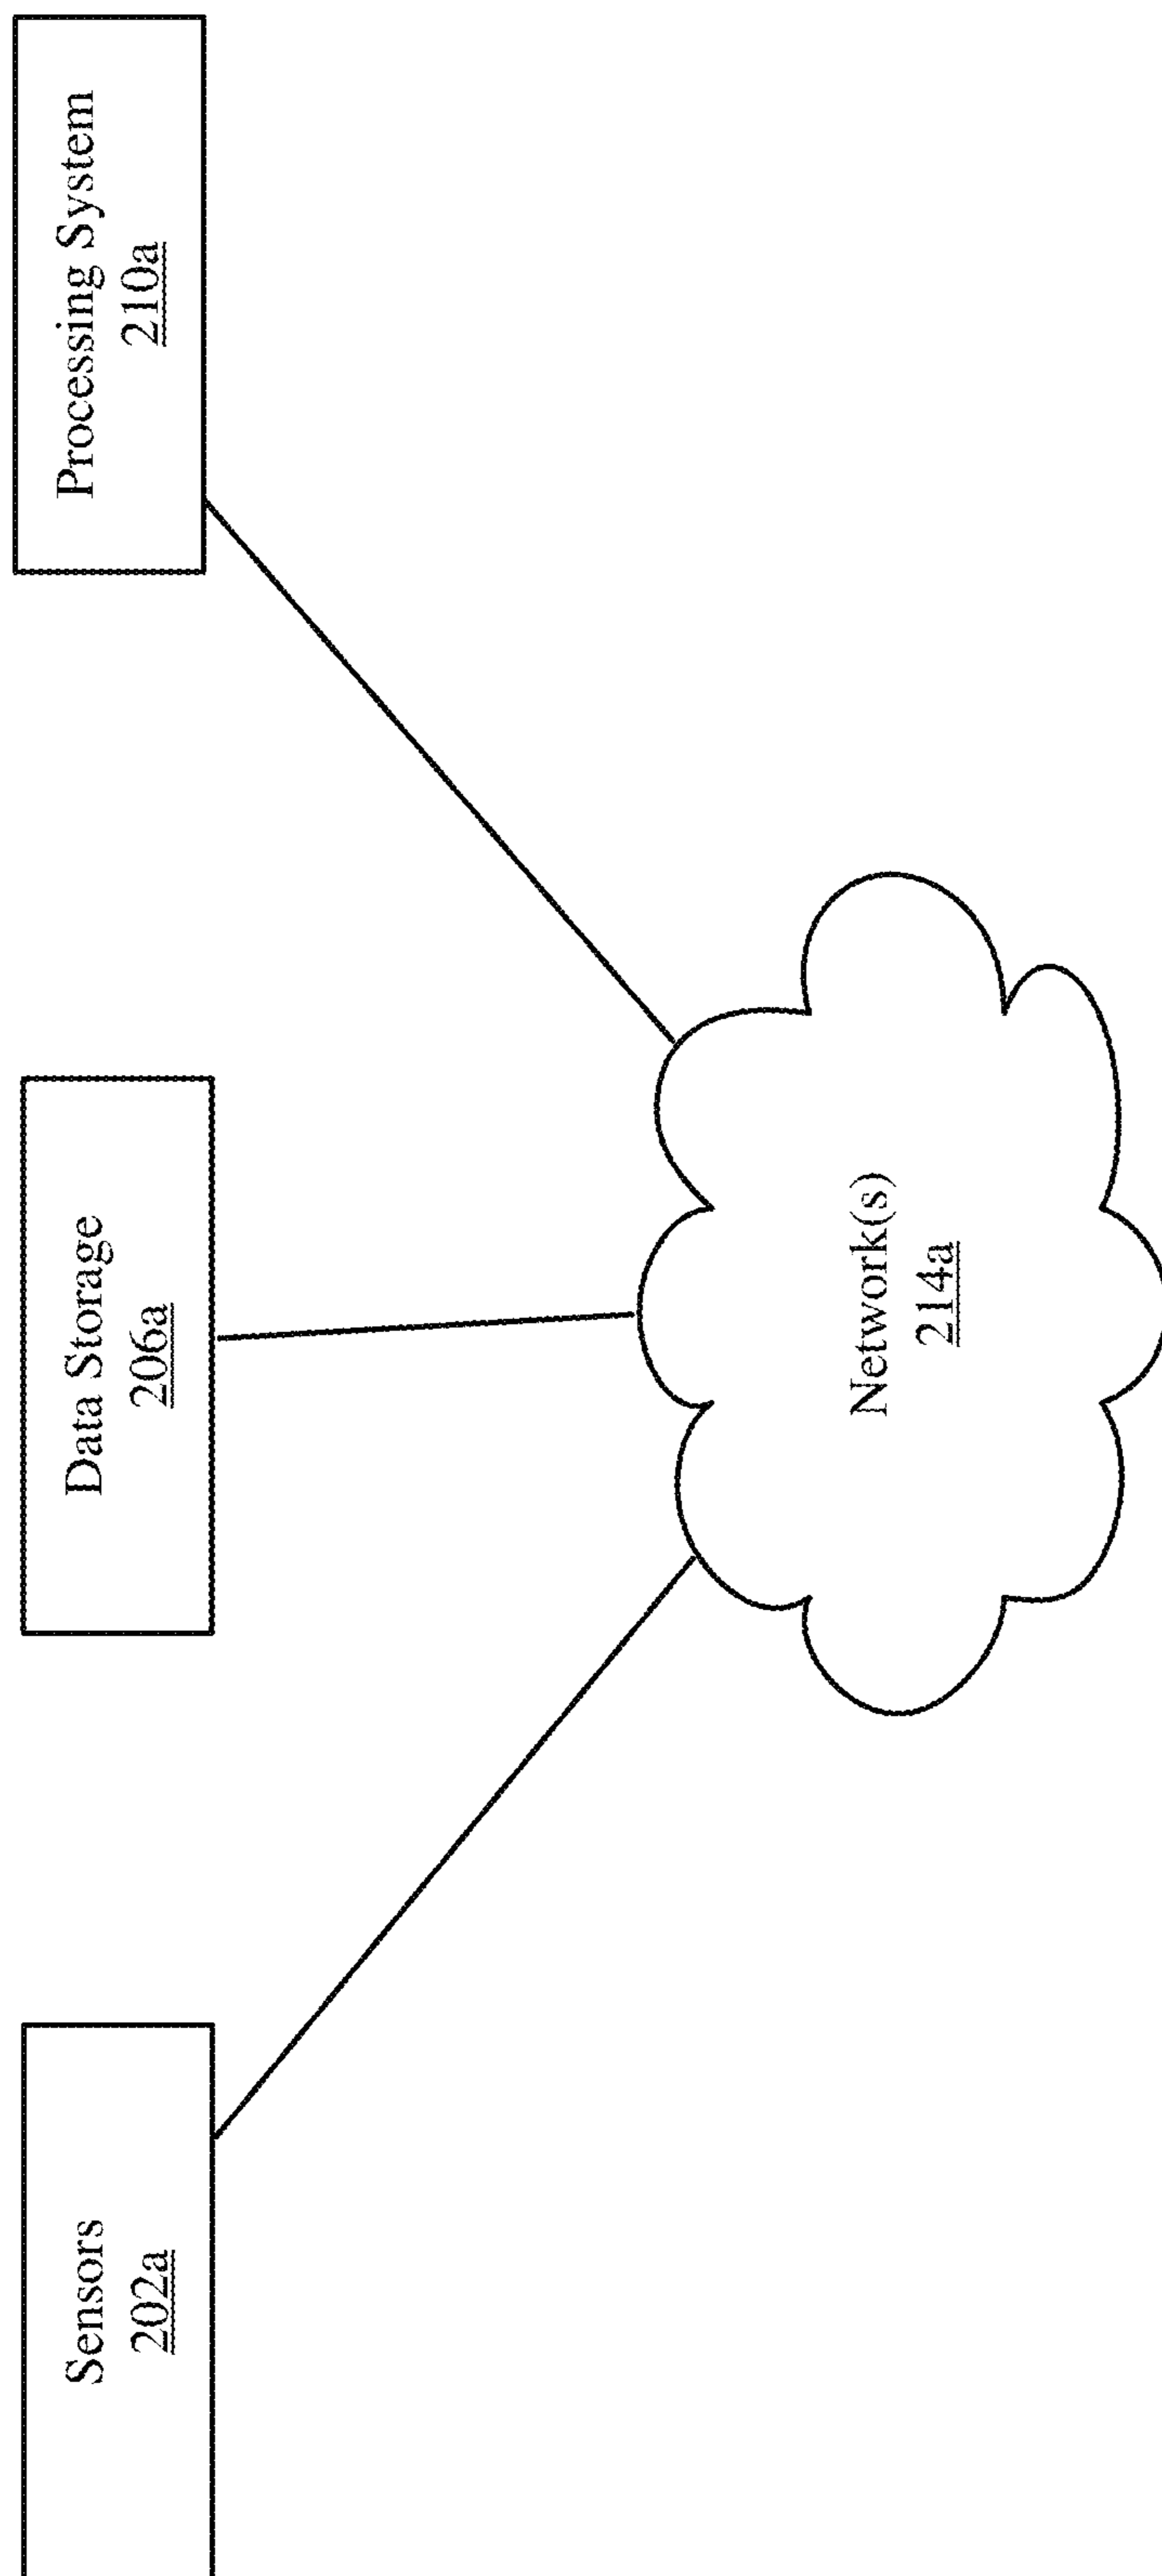 Sensors
202a
Data Storage
206a
Processing System
210a
Network(s)
214a